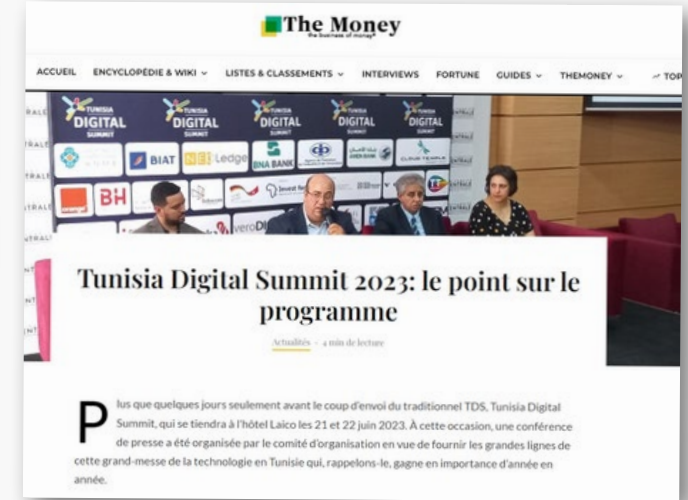 The Money
the business of money
ACCUEIL ENCYCLOPÉDIE & WIKI LISTES & CLASSEMENTS INTERVIEWS FORTUNE GUIDES THEMONEY TOP
TUNISIA DIGITAL SUMMIT
TUNISIA DIGITAL SUMMIT
TUNISIA DIGITAL SUMMIT
TUNISIA DIGITAL SUMMIT
TUNISIA DIGITAL SUMMIT
BIAT Ledge BNA BANK CLOUD TEMPLE
BH
Tunisia Digital Summit 2023: le point sur le
programme
Actualités - 4 min de lecture
Plus que quelques jours seulement avant le coup d'envoi du traditionnel TDS, Tunisia Digital
Summit, qui se tiendra à l'hôtel Laico les 21 et 22 juin 2023. À cette occasion, une conférence
de presse a été organisée par le comité d'organisation en vue de fournir les grandes lignes de
cette grand-messe de la technologie en Tunisie qui, rappelons-le, gagne en importance d'année en
année.